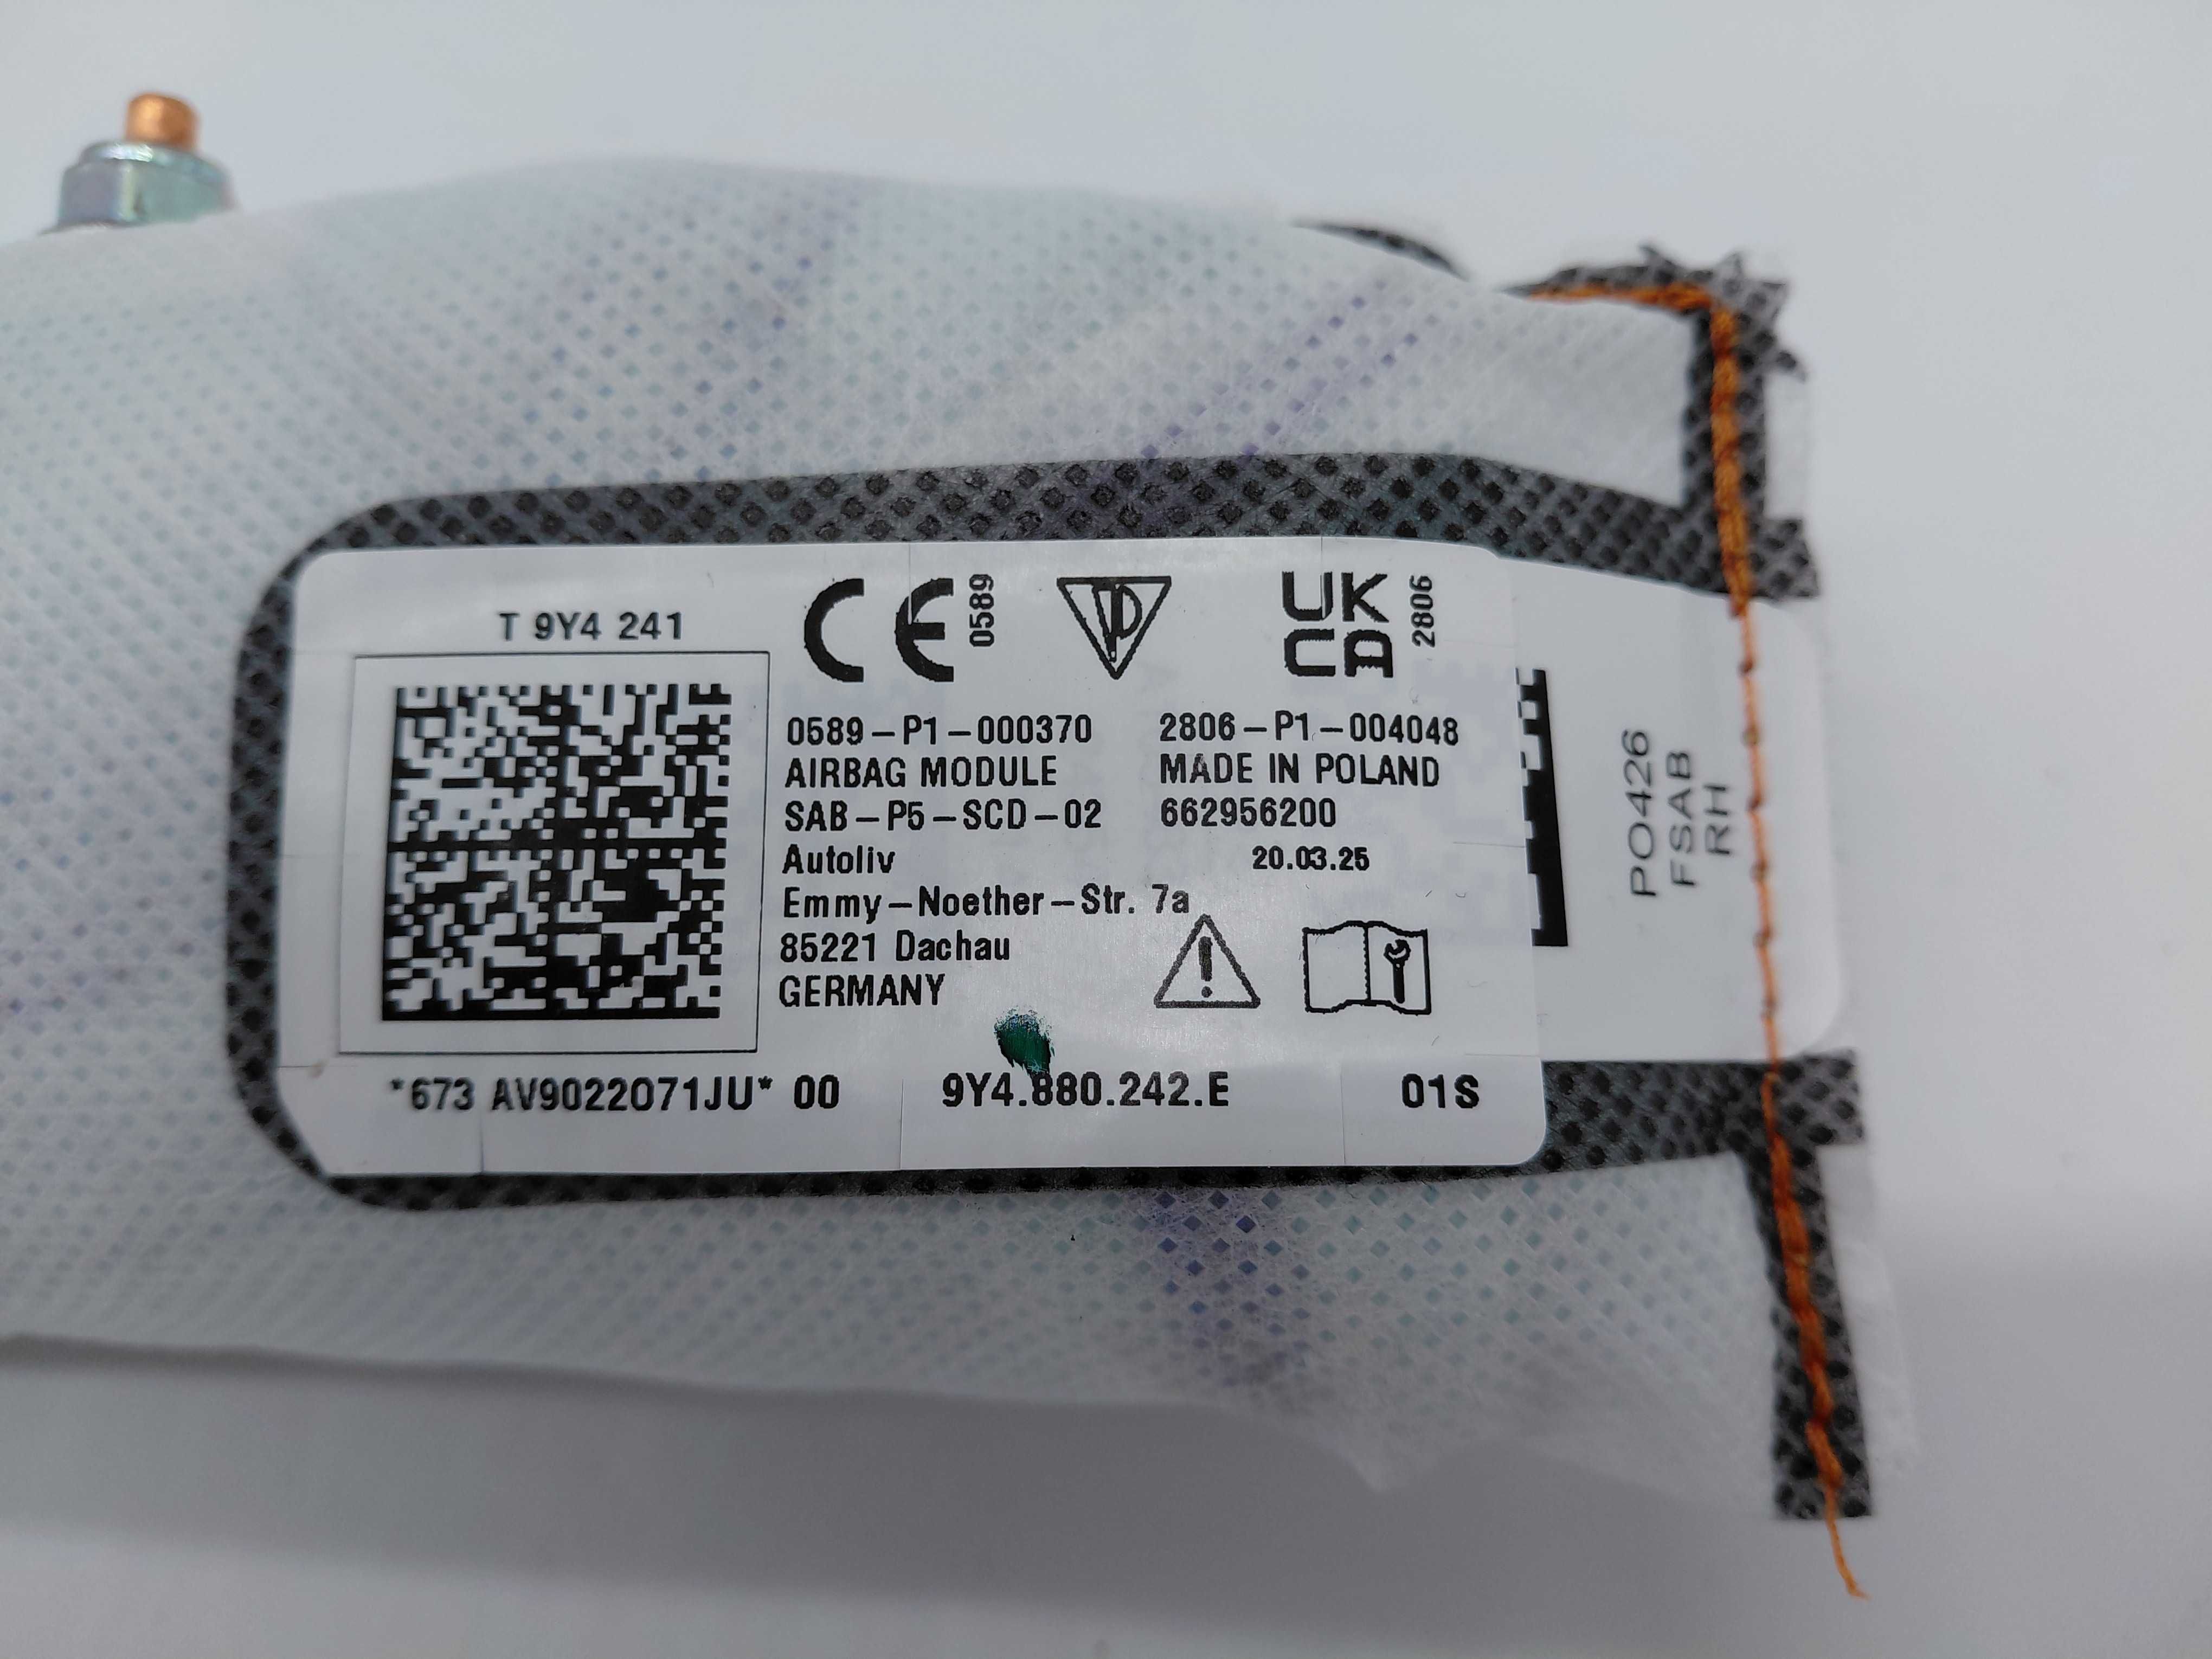 T 9Y4 241
CE 0589
UK
CA 2806
0589-P1-000370
AIRBAG MODULE
SAB-P5-SCD-02
Autoliv
Emmy-Noether-Str. 7a
85221 Dachau
GERMANY
2806-P1-004048
MADE IN POLAND
662956200
20.03.25
*673 AV9022071JU* 00
9Y4.880.242.E
01S
PO426
FSAB
RH